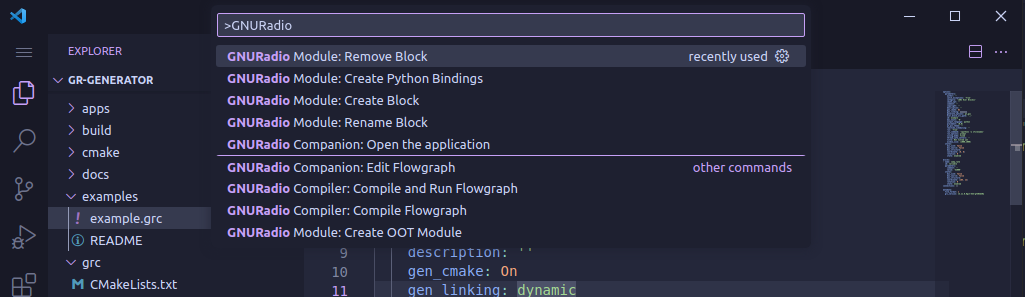 >GNURadio
EXPLORER
GR-GENERATOR
apps
build
cmake
docs
examples
! example.grc
README
grc
CMakeLists.txt
GNURadio Module: Remove Block recently used
GNURadio Module: Create Python Bindings
GNURadio Module: Create Block
GNURadio Module: Rename Block
GNURadio Companion: Open the application
GNURadio Companion: Edit Flowgraph other commands
GNURadio Compiler: Compile and Run Flowgraph
GNURadio Compiler: Compile Flowgraph
GNURadio Module: Create OOT Module
9 description: ''
10 gen_cmake: On
11 gen_linking: dynamic